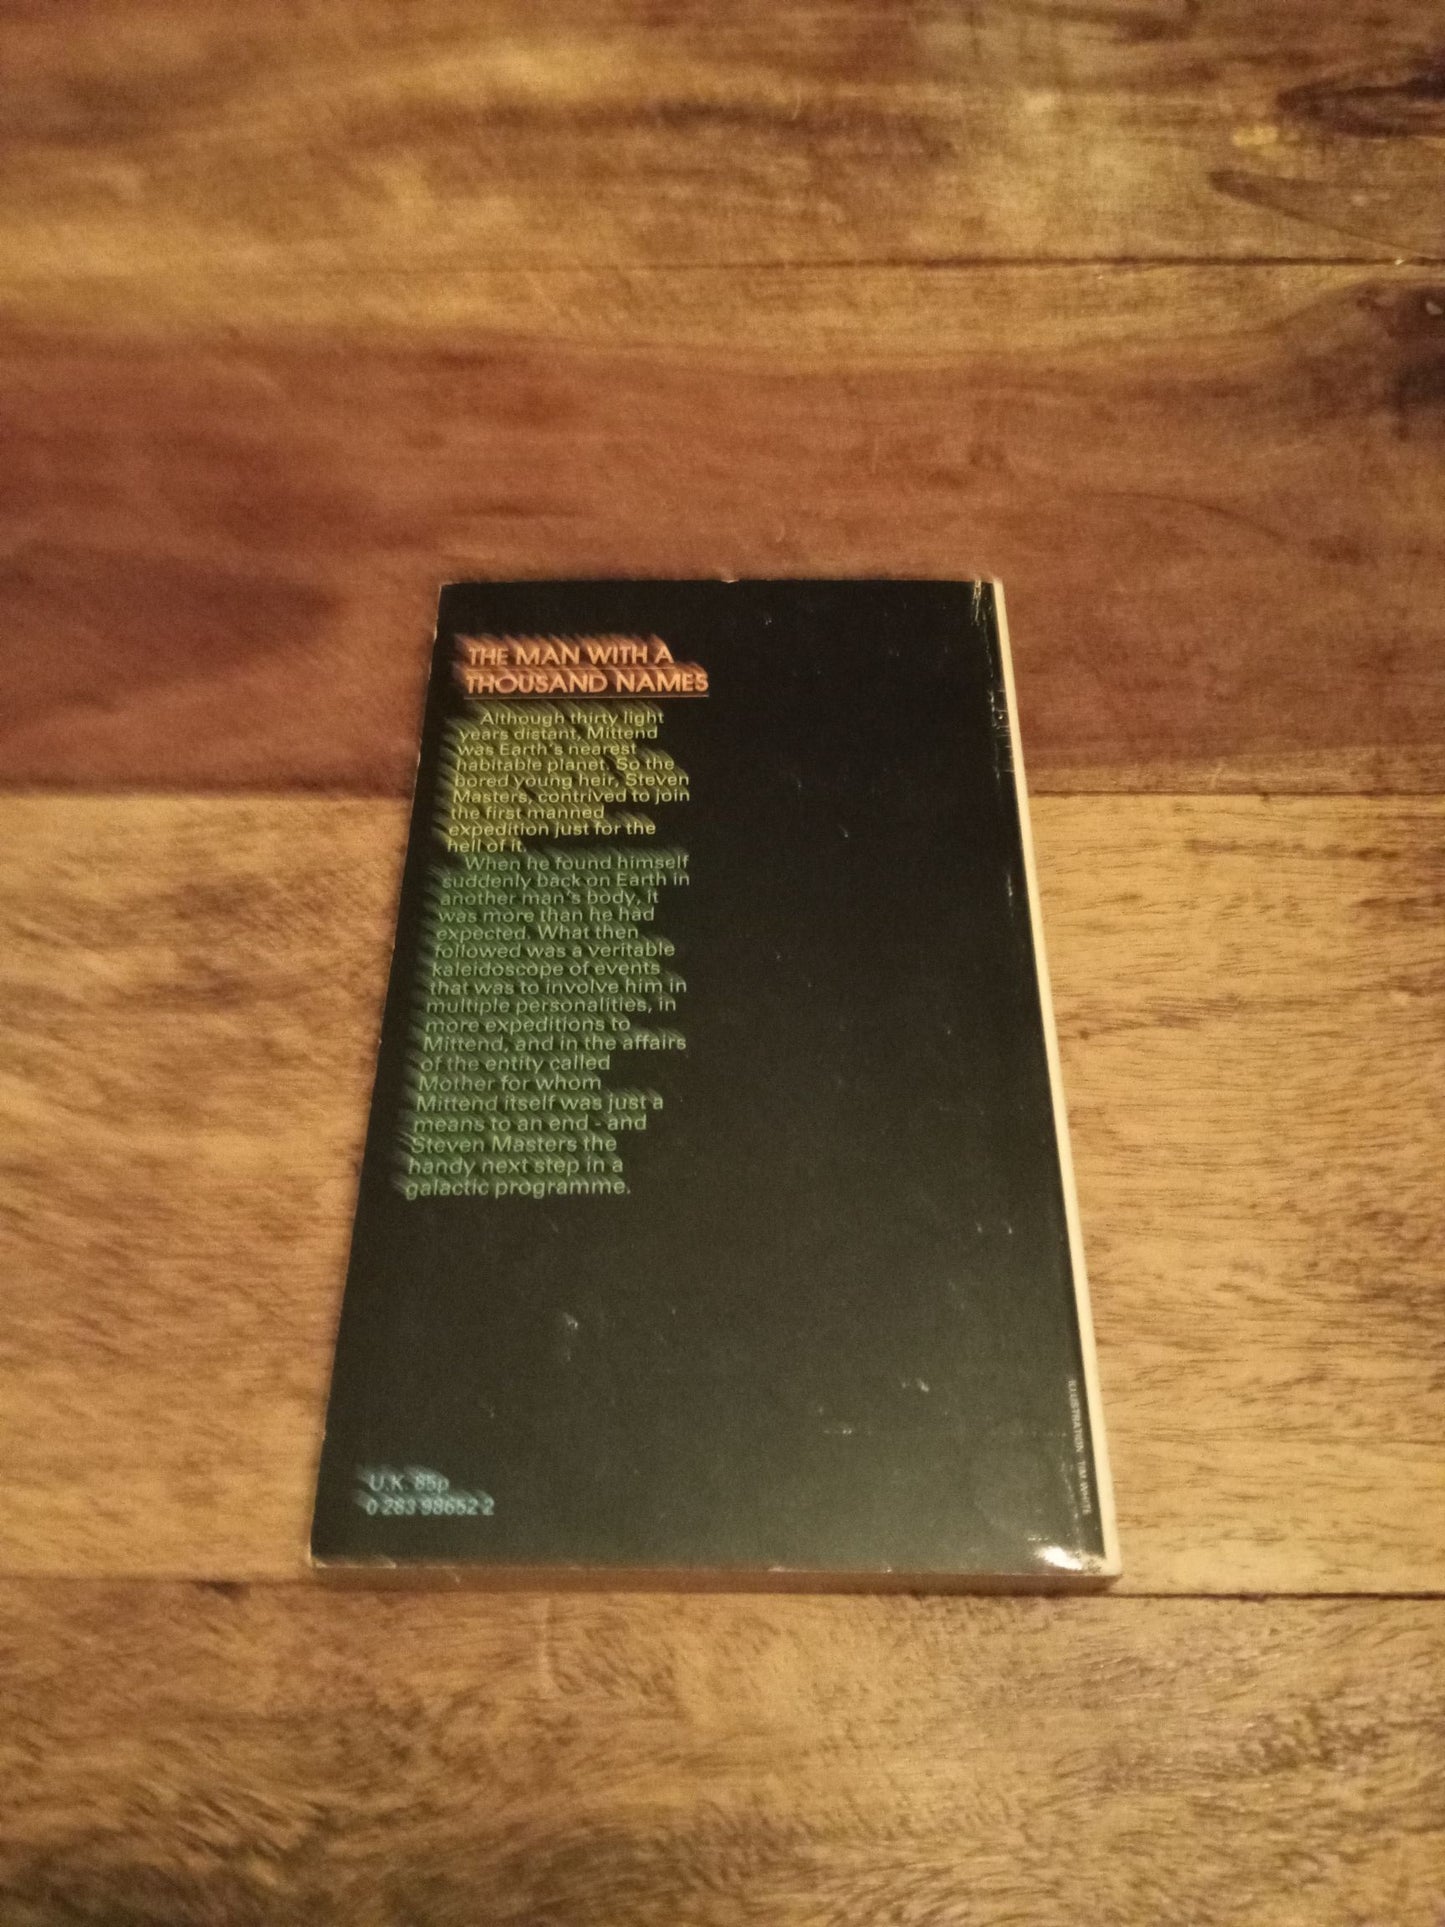 THE MAN WITH A
THOUSAND NAMES
Although thirty light
years distant, Mittend
was Earth's nearest
habitable planet. So the
bored young heir, Steven
Masters, contrived to join
the first manned
expedition just for the
hell of it.
When he found himself
suddenly back on Earth in
another man's body, it
was more than he had
expected. What then
followed was a veritable
kaleidoscope of events
that was to involve him in
multiple personalities, in
more expeditions to
Mittend, and in the affairs
of the entity called
Mother for whom
Mittend itself was just a
means to an end - and
Steven Masters the
handy next step in a
galactic programme.
U.K. 85p
0 283 98652 2
ILLUSTRATION TIM WHITE